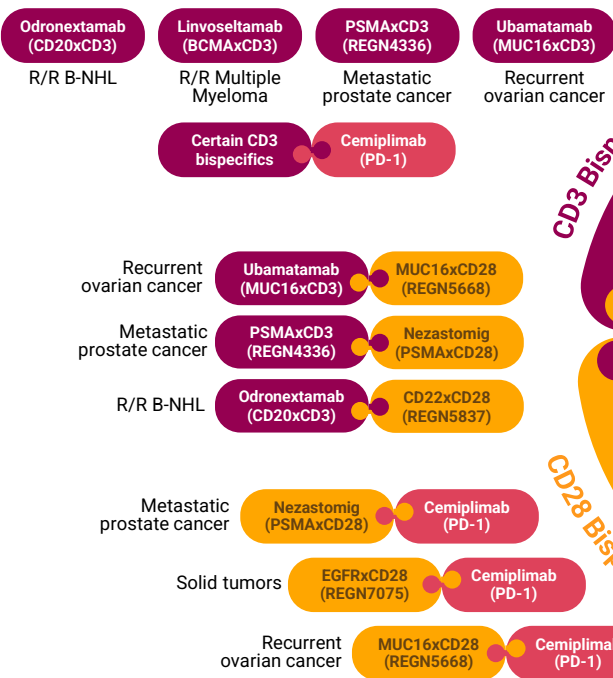 Odronextamab
(CD20xCD3)
R/R B-NHL
Linvoseltamab
(BCMAxCD3)
R/R Multiple
Myeloma
PSMAxCD3
(REGN4336)
Metastatic
prostate cancer
Ubamatamab
(MUC16xCD3)
Recurrent
ovarian cancer
Certain CD3
bispecifics
Cemiplimab
(PD-1)
CD3 Bisp
Recurrent
ovarian cancer
Ubamatamab
(MUC16xCD3)
MUC16xCD28
(REGN5668)
Metastatic
prostate cancer
PSMAxCD3
(REGN4336)
Nezastomig
(PSMAxCD28)
R/R B-NHL
Odronextamab
(CD20xCD3)
CD22xCD28
(REGN5837)
CD28 Bisp
Metastatic
prostate cancer
Nezastomig
(PSMAxCD28)
Cemiplimab
(PD-1)
Solid tumors
EGFRxCD28
(REGN7075)
Cemiplimab
(PD-1)
Recurrent
ovarian cancer
MUC16xCD28
(REGN5668)
Cemiplimab
(PD-1)